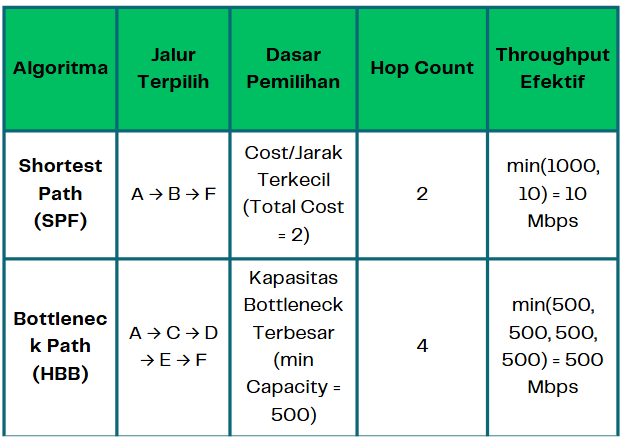 Algoritma
Jalur
Terpilih
Dasar
Pemilihan
Hop Count
Throughput
Efektif
Shortest
Path
(SPF)
A → B → F
Cost/Jarak
Terkecil
(Total Cost
= 2)
2
min(1000,
10) = 10
Mbps
Bottlenec
k Path
(HBB)
A → C → D
→ E → F
Kapasitas
Bottleneck
Terbesar
(min
Capacity =
500)
4
min(500,
500, 500,
500) = 500
Mbps